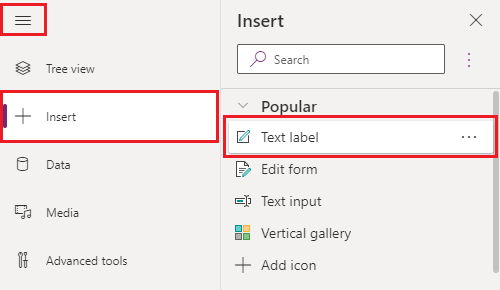 Tree view
Insert
Data
Media
Advanced tools
Insert
Search
Popular
Text label
Edit form
Text input
Vertical gallery
Add icon